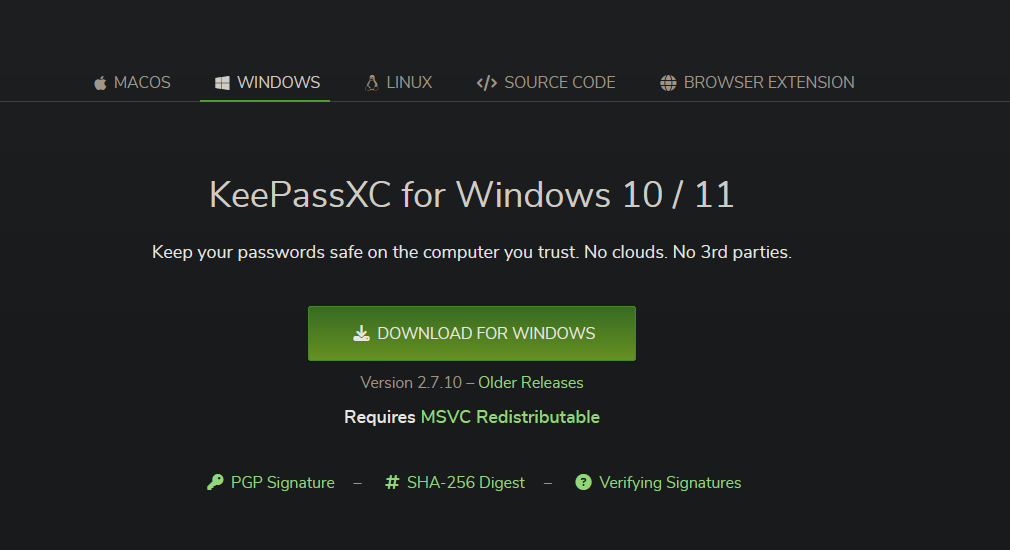 MACOS WINDOWS LINUX SOURCE CODE BROWSER EXTENSION
KeePassXC for Windows 10 / 11
Keep your passwords safe on the computer you trust. No clouds. No 3rd parties.
DOWNLOAD FOR WINDOWS
Version 2.7.10 – Older Releases
Requires MSVC Redistributable
PGP Signature – SHA-256 Digest – Verifying Signatures